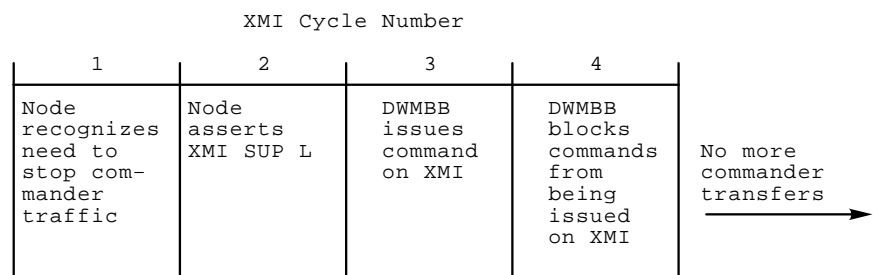 XMI Cycle Number
1
2
3
4
Node
recognizes
need to
stop com-
mander
traffic
Node
asserts
XMI SUP L
DWMBB
issues
command
on XMI
DWMBB
blocks
commands
from
being
issued
on XMI
No more
commander
transfers